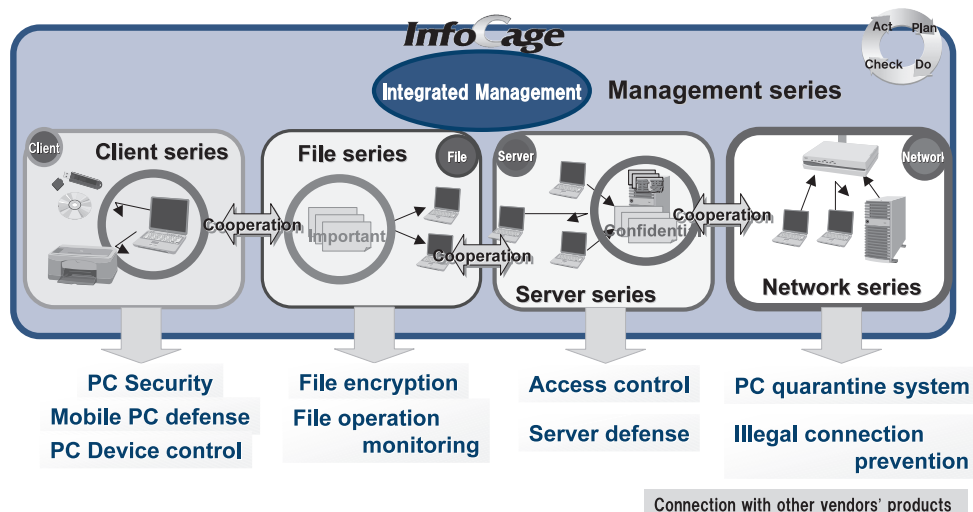 InfoCage
Act Plan
Check Do
Integrated Management
Management series
Client
Client series
File series
File
Server
Network
Cooperation
Important
Cooperation
Confidential
Cooperation
Server series
Network series
PC Security
Mobile PC defense
PC Device control
File encryption
File operation
monitoring
Access control
Server defense
PC quarantine system
Illegal connection
prevention
Connection with other vendors' products